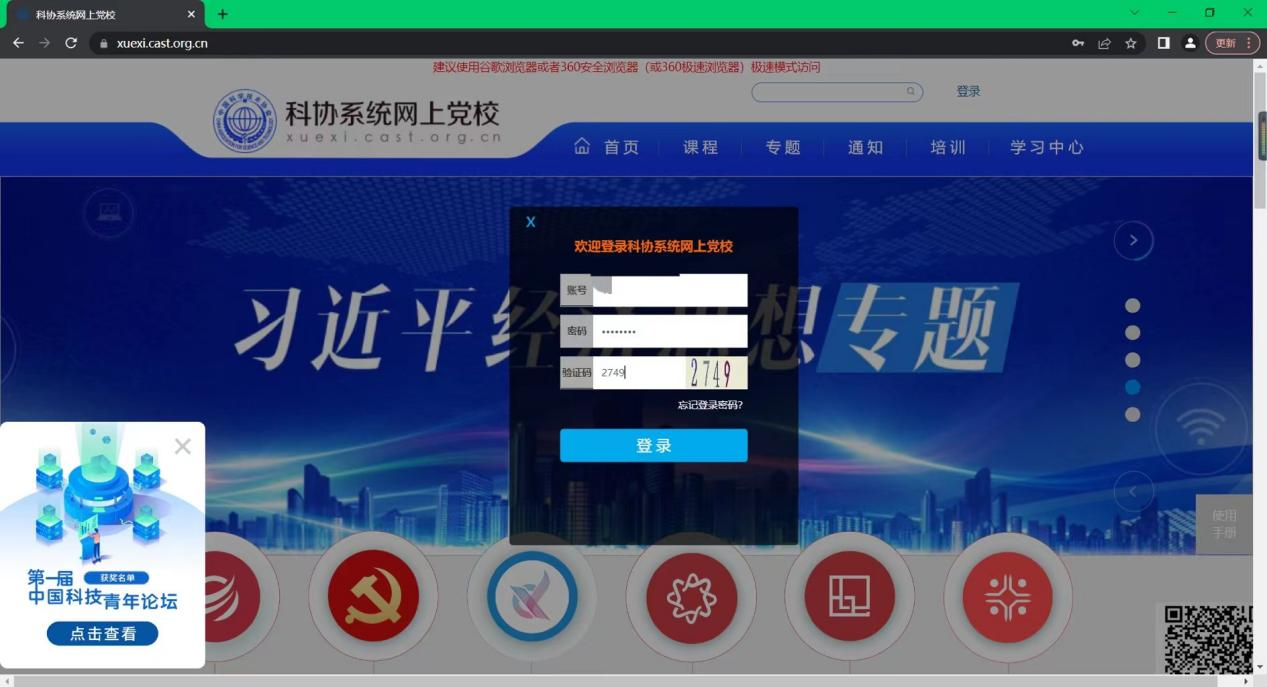 科协系统网上党校
xuexi.cast.org.cn
更新
建议使用谷歌浏览器或者360安全浏览器（或360极速浏览器）极速模式访问
登录
科协系统网上党校
xuexi.cast.org.cn
首页 课程 专题 通知 培训 学习中心
X
欢迎登录科协系统网上党校
习近平经济思想专题
账号
密码 ••••••••
验证码 2749 2749
忘记登录密码?
登录
使用
手册
第一届 获奖名单
中国科技青年论坛
点击查看